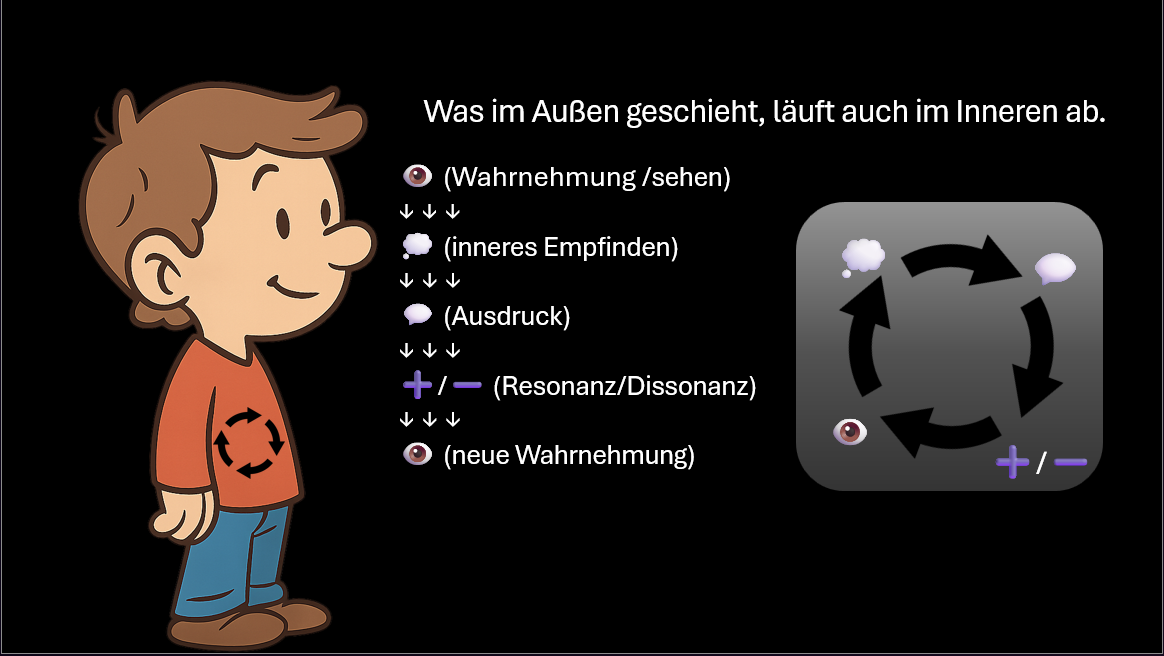 Was im Außen geschieht, läuft auch im Inneren ab.
👁️ (Wahrnehmung /sehen)
↓ ↓ ↓
💭 (inneres Empfinden)
↓ ↓ ↓
💬 (Ausdruck)
↓ ↓ ↓
➕ / ➖ (Resonanz/Dissonanz)
↓ ↓ ↓
👁️ (neue Wahrnehmung)
➕ / ➖